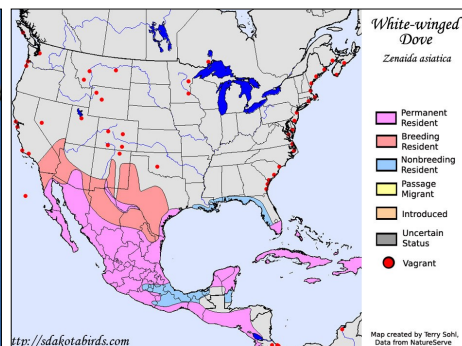 White-winged
Dove
Zenaida asiatica
Permanent
Resident
Breeding
Resident
Nonbreeding
Resident
Passage
Migrant
Introduced
Uncertain
Status
Vagrant
ttp://sdakotabirds.com
Map created by Terry Sohl,
Data from NatureServe